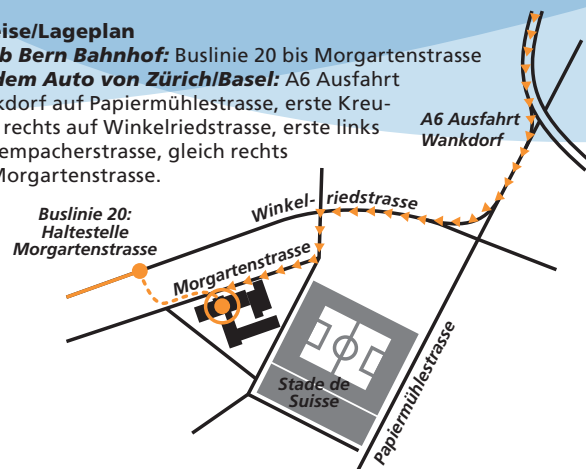 eise/Lageplan
b Bern Bahnhof: Buslinie 20 bis Morgartenstrasse
dem Auto von Zürich/Basel: A6 Ausfahrt
kdorf auf Papiermühlestrasse, erste Kreu-
rechts auf Winkelriedstrasse, erste links
empacherstrasse, gleich rechts
Morgartenstrasse.
A6 Ausfahrt
Wankdorf
Buslinie 20:
Haltestelle
Morgartenstrasse
Winkel-riedstrasse
Morgartenstrasse
Stade de
Suisse
Papiermühlestrasse